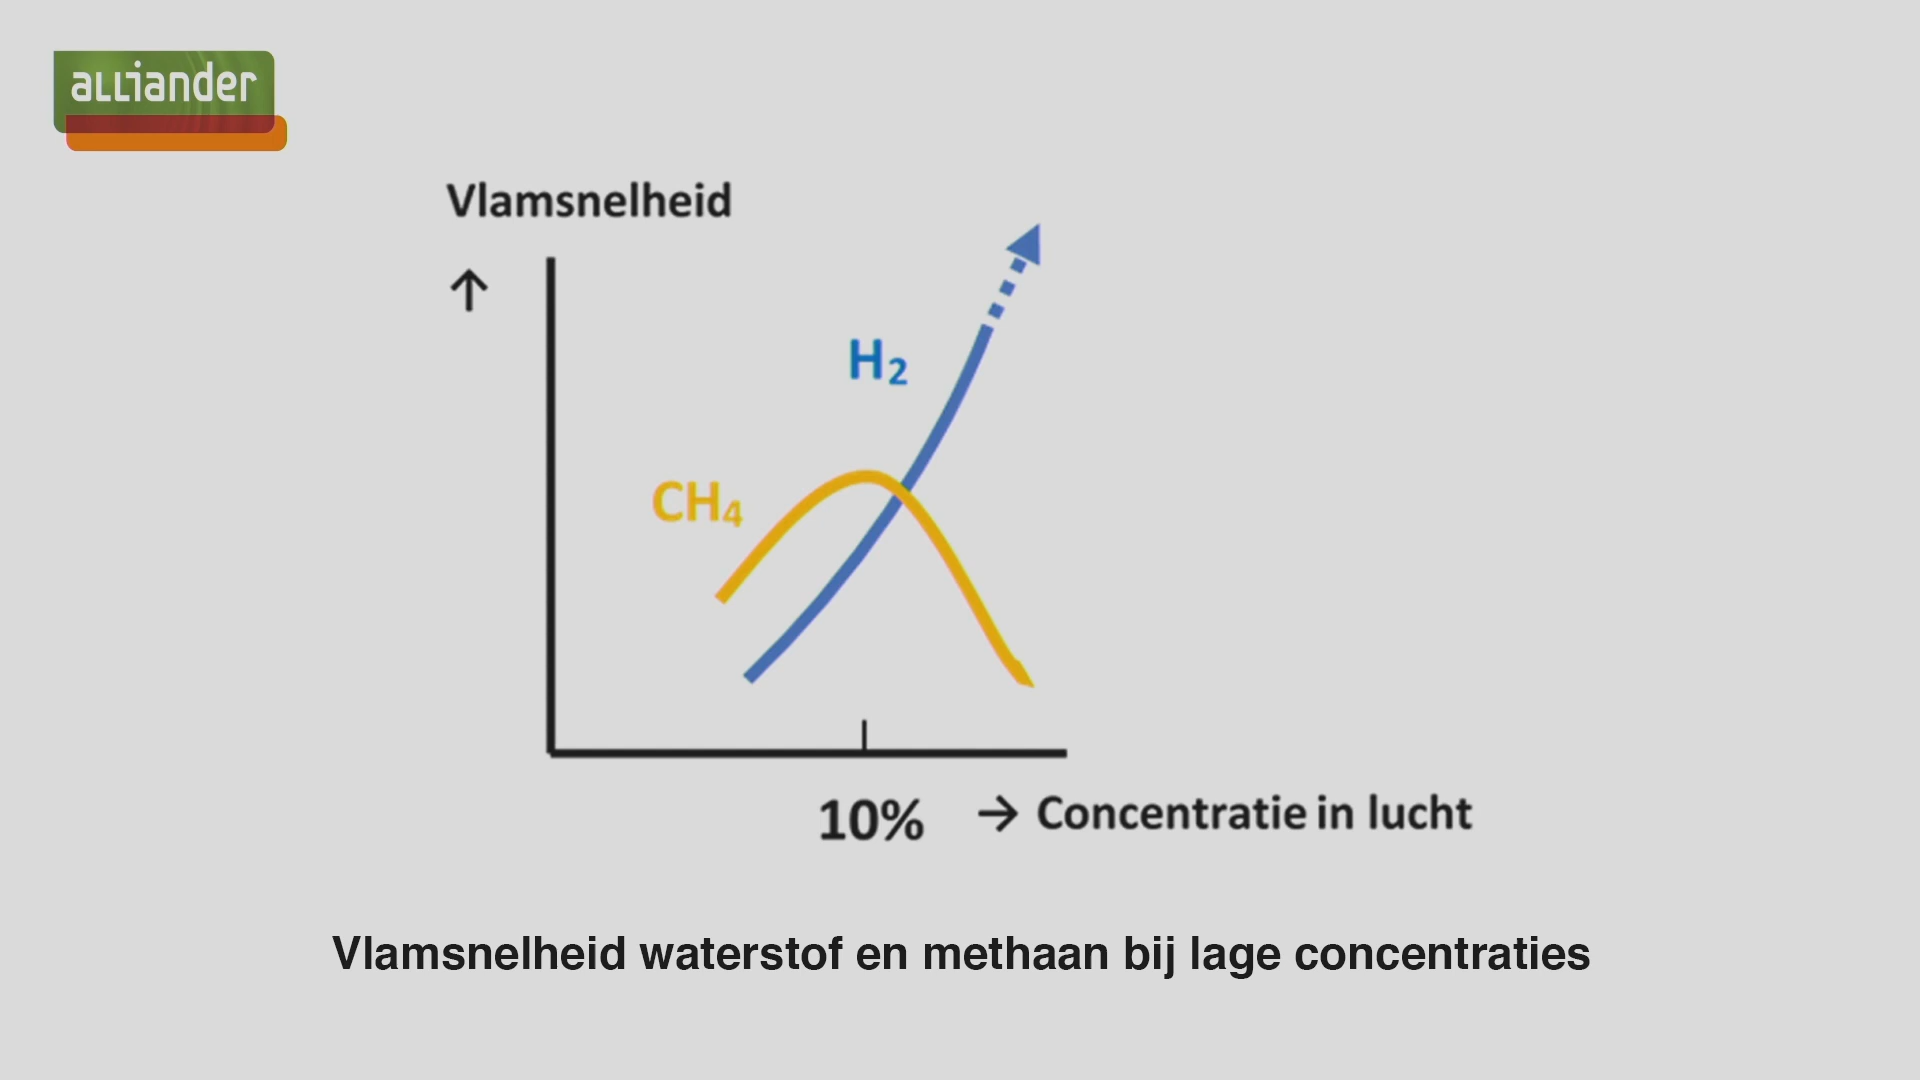 alliander
Vlamsnelheid
↑
H₂
CH₄
10% → Concentratie in lucht
Vlamsnelheid waterstof en methaan bij lage concentraties